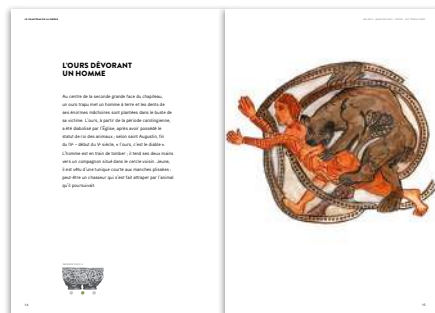 L'OURS DÉVORANT
UN HOMME
Au centre de la seconde grande face du chapiteau,
un ours trapu met un homme à terre et les dents de
ses énormes mâchoires sont plantées dans le buste de
sa victime. L'ours, à partir de la période carolingienne,
a été diabolisé par l'Église, après avoir possédé le
statut de roi des animaux : selon saint Augustin, fin
du IVᵉ - début du Vᵉ siècle, « l'ours, c'est le diable ».
L'homme est en train de tomber ; il tend ses deux mains
vers un compagnon situé dans le cercle voisin. Jeune,
il est vêtu d'une tunique courte aux manches plissées :
peut-être un chasseur qui s'est fait attraper par l'animal
qu'il poursuivait.